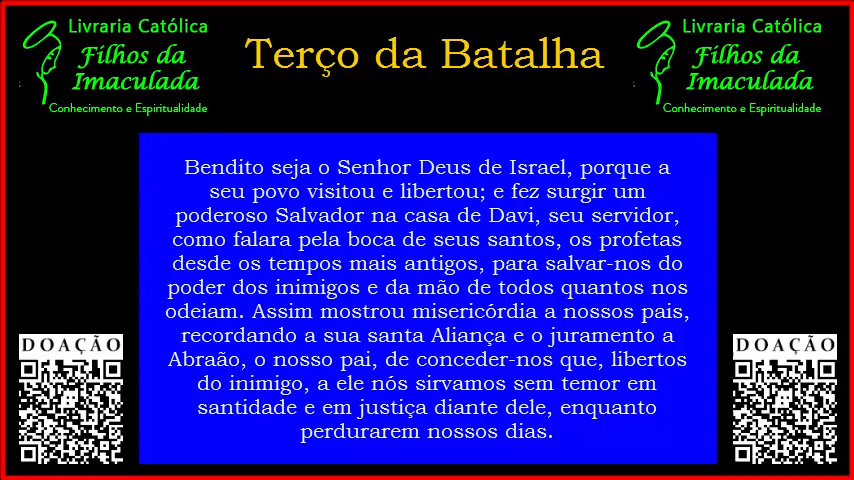 Livraria Católica
Filhos da
Imaculada
Conhecimento e Espiritualidade
Terço da Batalha
Livraria Católica
Filhos da
Imaculada
Conhecimento e Espiritualidade
Bendito seja o Senhor Deus de Israel, porque a
seu povo visitou e libertou; e fez surgir um
poderoso Salvador na casa de Davi, seu servidor,
como falara pela boca de seus santos, os profetas
desde os tempos mais antigos, para salvar-nos do
poder dos inimigos e da mão de todos quantos nos
odeiam. Assim mostrou misericórdia a nossos pais,
recordando a sua santa Aliança e o juramento a
Abraão, o nosso pai, de conceder-nos que, libertos
do inimigo, a ele nós sirvamos sem temor em
santidade e em justiça diante dele, enquanto
perdurarem nossos dias.
DOAÇÃO
DOAÇÃO